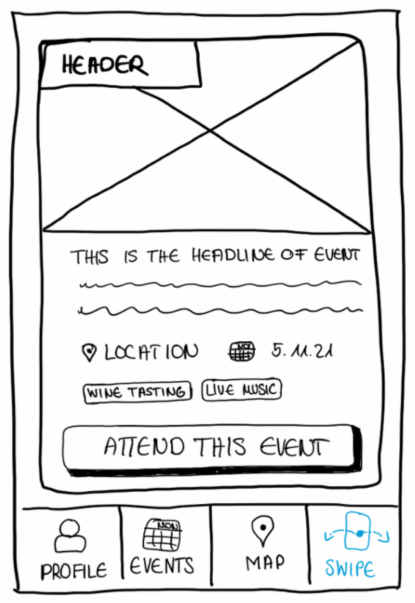 HEADER
THIS IS THE HEADLINE OF EVENT
LOCATION 5.11.21
WINE TASTING LIVE MUSIC
ATTEND THIS EVENT
MON
PROFILE EVENTS MAP SWIPE